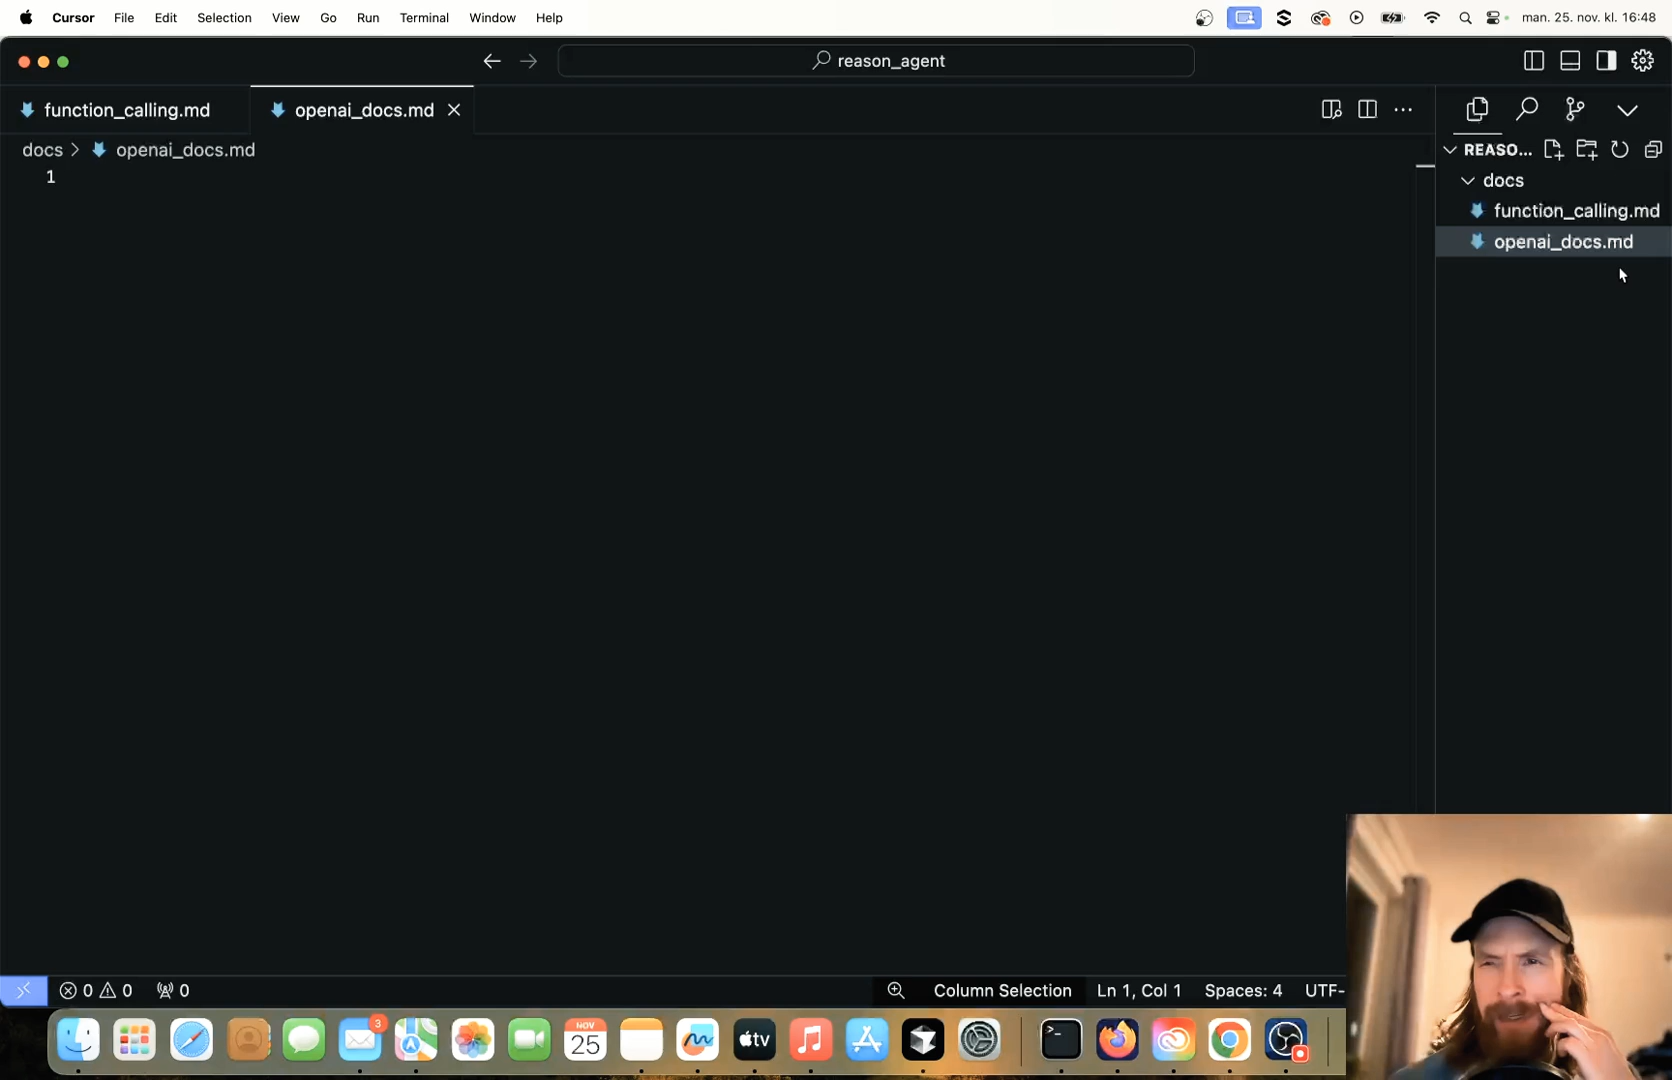 Cursor File Edit Selection View Go Run Terminal Window Help man. 25. nov. kl. 16:48
reason_agent
function_calling.md openai_docs.md
docs > openai_docs.md
REASO...
1
docs
function_calling.md
openai_docs.md
0 0 0 Column Selection Ln 1, Col 1 Spaces: 4 UTF-
3
NOV
25
tv